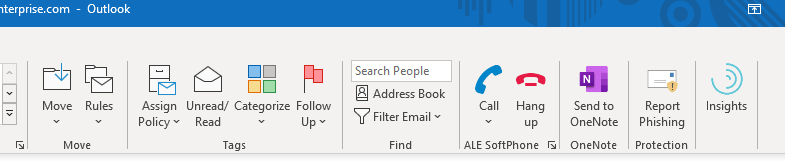 nterprise.com - Outlook
Search People
Move
Rules
Assign
Policy
Unread/
Read
Categorize
Follow
Up
Address Book
Filter Email
Call
Hang
up
Send to
OneNote
Report
Phishing
Insights
Move
Tags
Find
ALE SoftPhone
OneNote
Protection